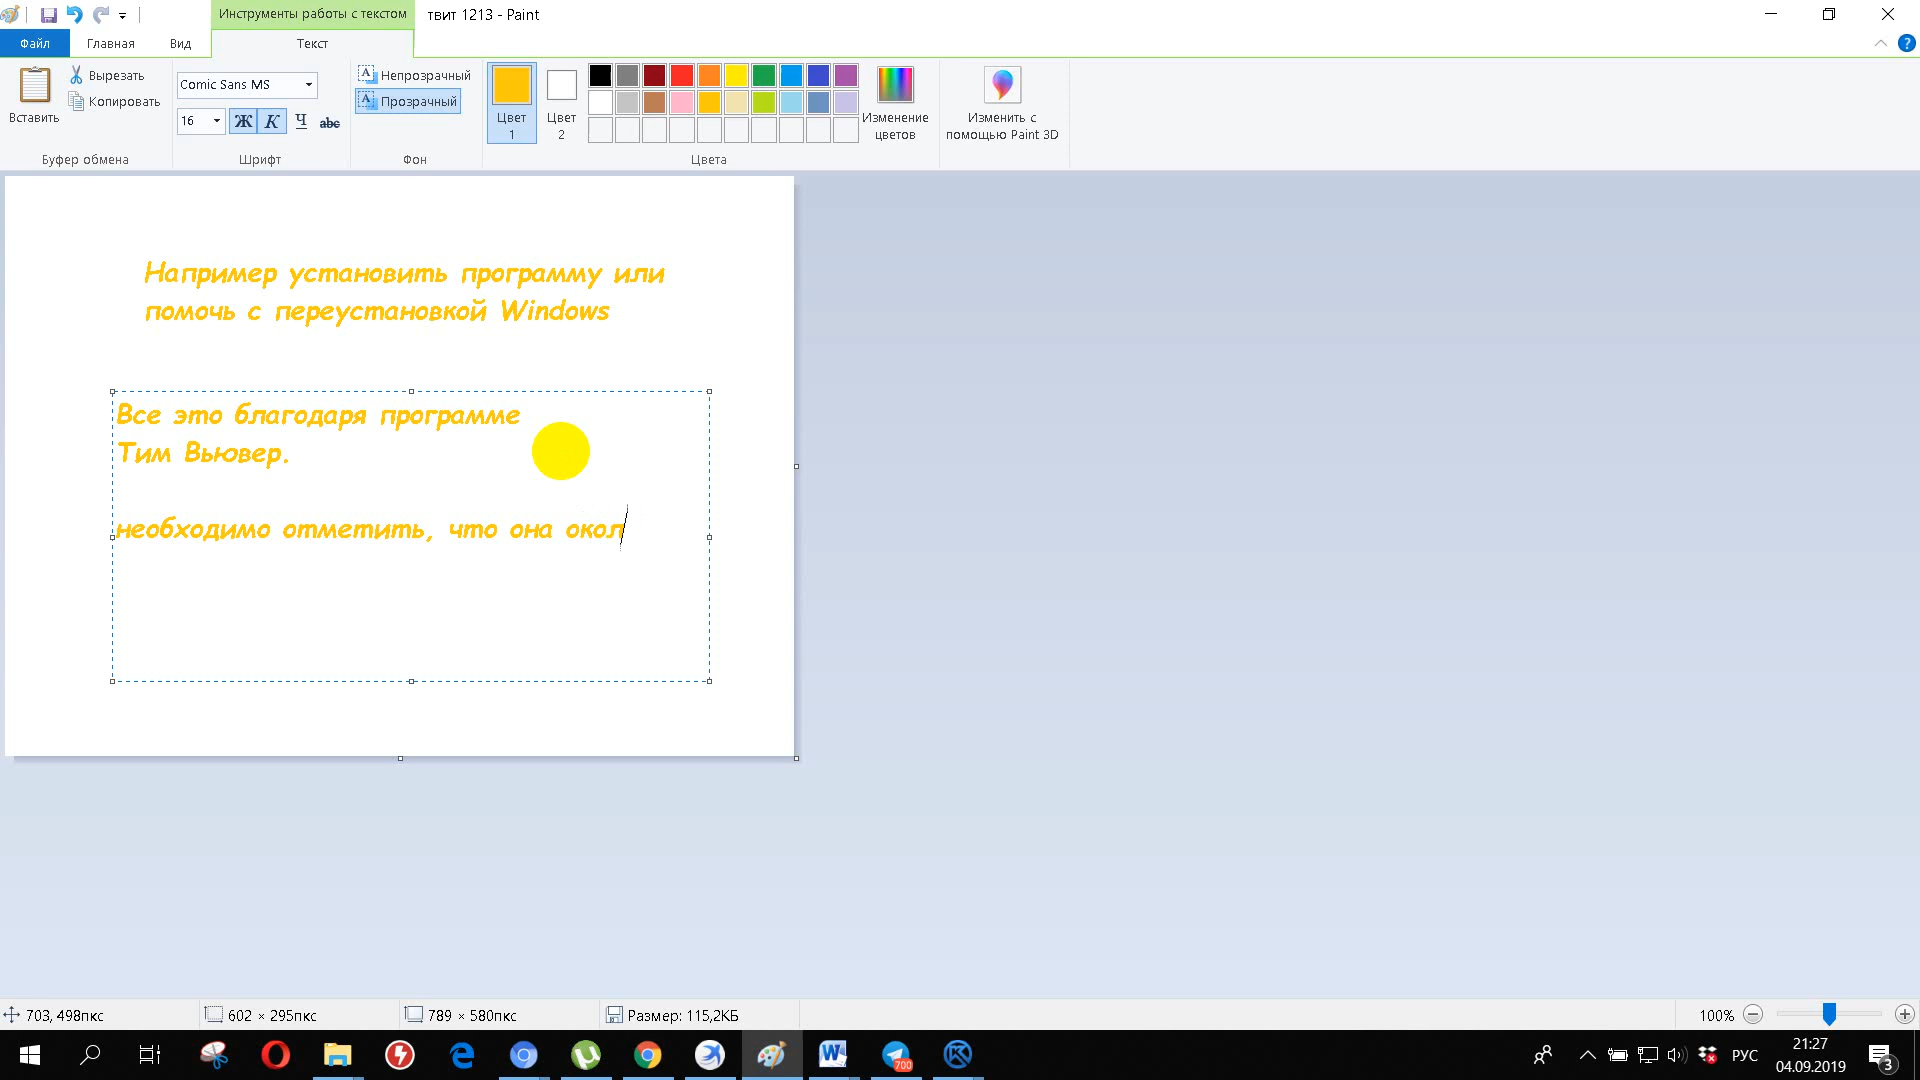 Инструменты работы с текстом
твит 1213 - Paint
Файл
Главная
Вид
Текст
?
Вставить
Вырезать
Копировать
Буфер обмена
Comic Sans MS
16
Ж К Ч abc
Шрифт
Непрозрачный
Прозрачный
Фон
Цвет
1
Цвет
2
Цвета
Изменение
цветов
Изменить с
помощью Paint 3D
Например установить программу или
помочь с переустановкой Windows
Все это благодаря программе
Тим Вьювер.
необходимо отметить, что она окол
703, 498пкс
602 × 295пкс
789 × 580пкс
Размер: 115,2КБ
100%
700
РУС
21:27
04.09.2019
3